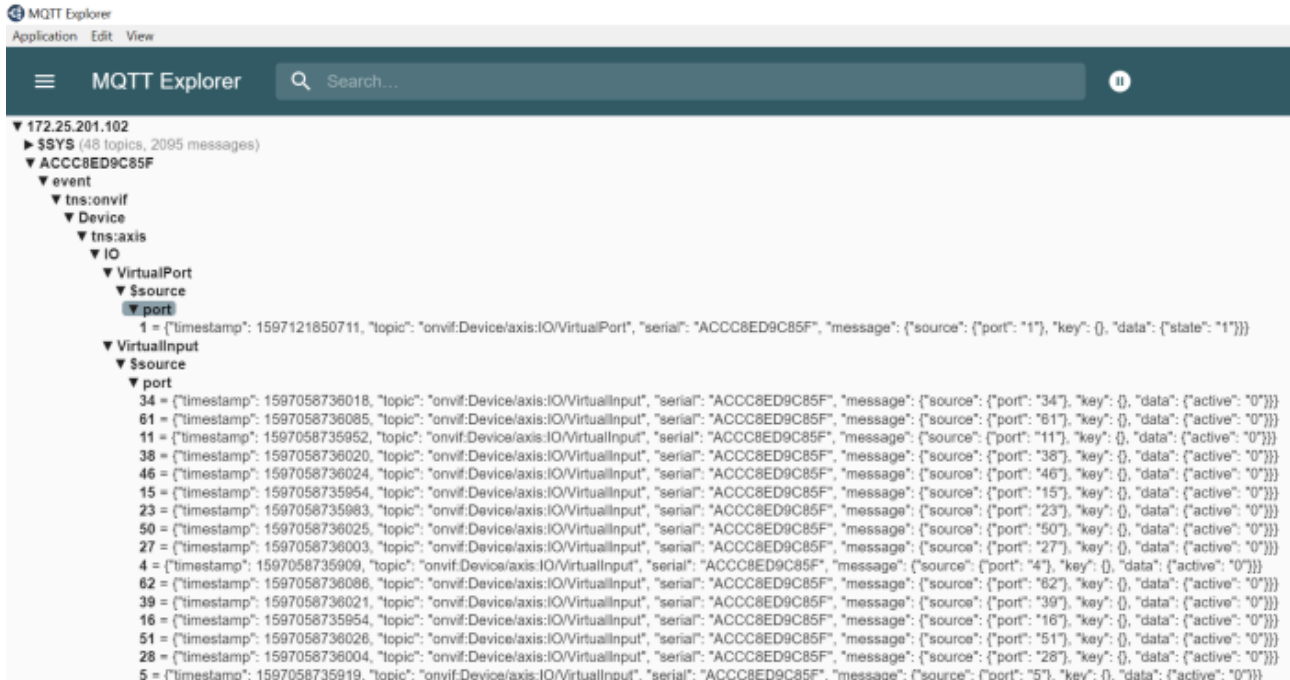 MQTT Explorer
Application Edit View
MQTT Explorer Search...
▼ 172.25.201.102
▶ $SYS (48 topics, 2095 messages)
▼ ACCC8ED9C85F
▼ event
▼ tns:onvif
▼ Device
▼ tns:axis
▼ IO
▼ VirtualPort
▼ $source
▼ port
1 = {"timestamp": 1597121850711, "topic": "onvif:Device/axis:IO/VirtualPort", "serial": "ACCC8ED9C85F", "message": {"source": {"port": "1"}, "key": {}, "data": {"state": "1"}}}
▼ VirtualInput
▼ $source
▼ port
34 = {"timestamp": 1597058736018, "topic": "onvif:Device/axis:IO/VirtualInput", "serial": "ACCC8ED9C85F", "message": {"source": {"port": "34"}, "key": {}, "data": {"active": "0"}}}
61 = {"timestamp": 1597058736085, "topic": "onvif:Device/axis:IO/VirtualInput", "serial": "ACCC8ED9C85F", "message": {"source": {"port": "61"}, "key": {}, "data": {"active": "0"}}}
11 = {"timestamp": 1597058735952, "topic": "onvif:Device/axis:IO/VirtualInput", "serial": "ACCC8ED9C85F", "message": {"source": {"port": "11"}, "key": {}, "data": {"active": "0"}}}
38 = {"timestamp": 1597058736020, "topic": "onvif:Device/axis:IO/VirtualInput", "serial": "ACCC8ED9C85F", "message": {"source": {"port": "38"}, "key": {}, "data": {"active": "0"}}}
46 = {"timestamp": 1597058736024, "topic": "onvif:Device/axis:IO/VirtualInput", "serial": "ACCC8ED9C85F", "message": {"source": {"port": "46"}, "key": {}, "data": {"active": "0"}}}
15 = {"timestamp": 1597058735954, "topic": "onvif:Device/axis:IO/VirtualInput", "serial": "ACCC8ED9C85F", "message": {"source": {"port": "15"}, "key": {}, "data": {"active": "0"}}}
23 = {"timestamp": 1597058735983, "topic": "onvif:Device/axis:IO/VirtualInput", "serial": "ACCC8ED9C85F", "message": {"source": {"port": "23"}, "key": {}, "data": {"active": "0"}}}
50 = {"timestamp": 1597058736025, "topic": "onvif:Device/axis:IO/VirtualInput", "serial": "ACCC8ED9C85F", "message": {"source": {"port": "50"}, "key": {}, "data": {"active": "0"}}}
27 = {"timestamp": 1597058736003, "topic": "onvif:Device/axis:IO/VirtualInput", "serial": "ACCC8ED9C85F", "message": {"source": {"port": "27"}, "key": {}, "data": {"active": "0"}}}
4 = {"timestamp": 1597058735909, "topic": "onvif:Device/axis:IO/VirtualInput", "serial": "ACCC8ED9C85F", "message": {"source": {"port": "4"}, "key": {}, "data": {"active": "0"}}}
62 = {"timestamp": 1597058736086, "topic": "onvif:Device/axis:IO/VirtualInput", "serial": "ACCC8ED9C85F", "message": {"source": {"port": "62"}, "key": {}, "data": {"active": "0"}}}
39 = {"timestamp": 1597058736021, "topic": "onvif:Device/axis:IO/VirtualInput", "serial": "ACCC8ED9C85F", "message": {"source": {"port": "39"}, "key": {}, "data": {"active": "0"}}}
16 = {"timestamp": 1597058735954, "topic": "onvif:Device/axis:IO/VirtualInput", "serial": "ACCC8ED9C85F", "message": {"source": {"port": "16"}, "key": {}, "data": {"active": "0"}}}
51 = {"timestamp": 1597058736026, "topic": "onvif:Device/axis:IO/VirtualInput", "serial": "ACCC8ED9C85F", "message": {"source": {"port": "51"}, "key": {}, "data": {"active": "0"}}}
28 = {"timestamp": 1597058736004, "topic": "onvif:Device/axis:IO/VirtualInput", "serial": "ACCC8ED9C85F", "message": {"source": {"port": "28"}, "key": {}, "data": {"active": "0"}}}
5 = {"timestamp": 1597058735919, "topic": "onvif:Device/axis:IO/VirtualInput", "serial": "ACCC8ED9C85F", "message": {"source": {"port": "5"}, "key": {}, "data": {"active": "0"}}}